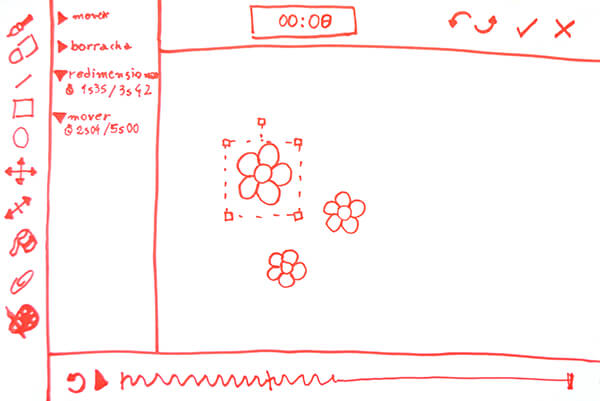 mover
00:08
borracha
redimensio
1s35/3s42
mover
2s04/5s00